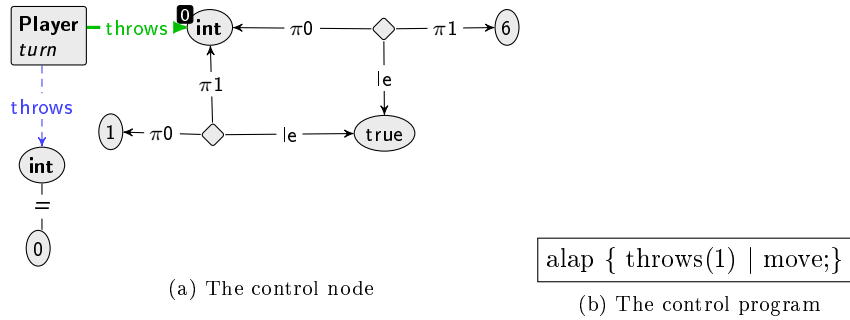 Player
turn
throws
0
int
π0
π1
6
π1
le
throws
1
π0
le
true
int
=
0
alap { throws(1) | move;}
(a) The control node
(b) The control program